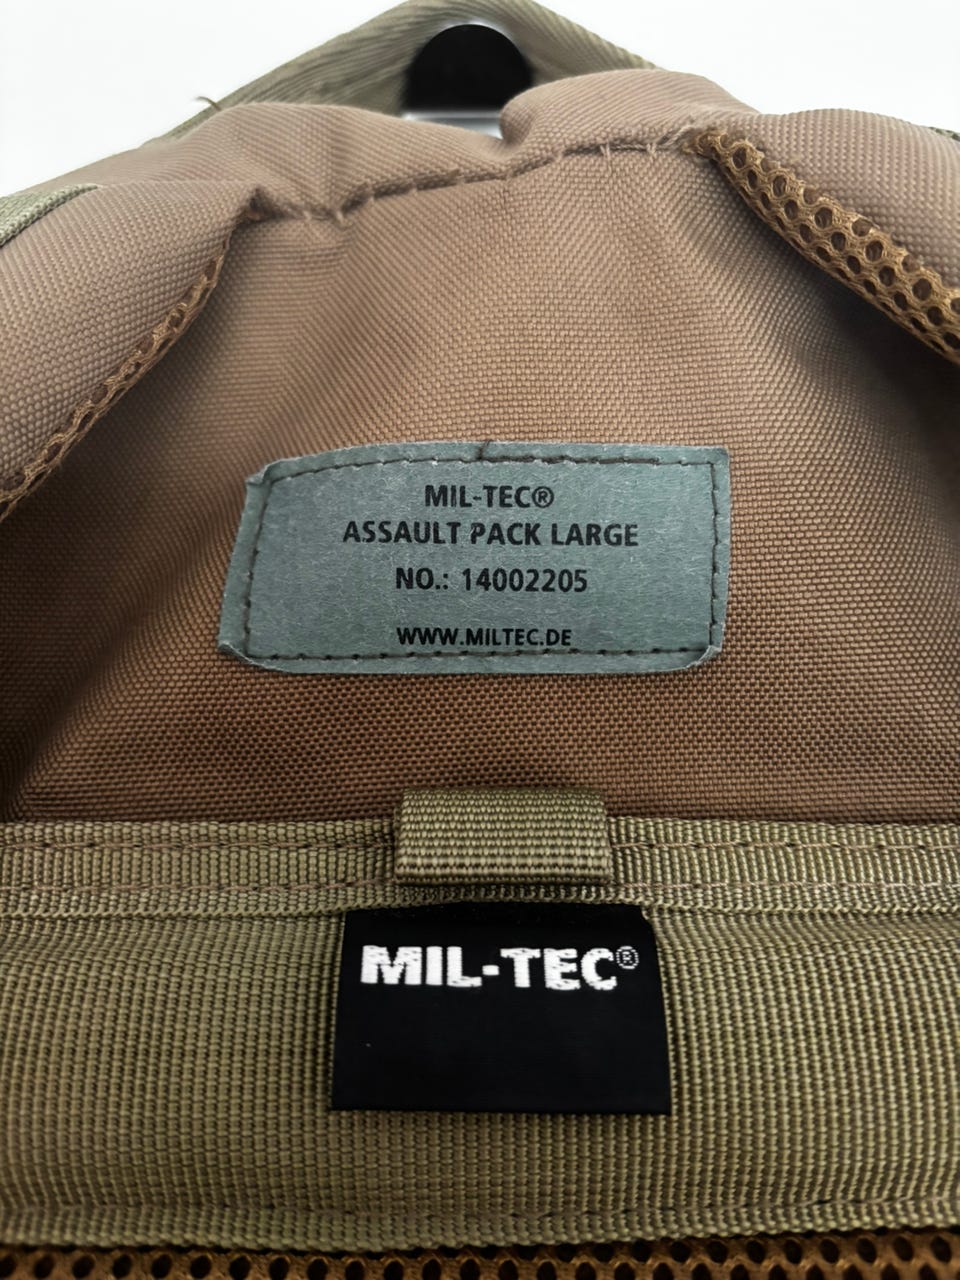 MIL-TEC®
ASSAULT PACK LARGE
NO.: 14002205
WWW.MILTEC.DE
MIL-TEC®